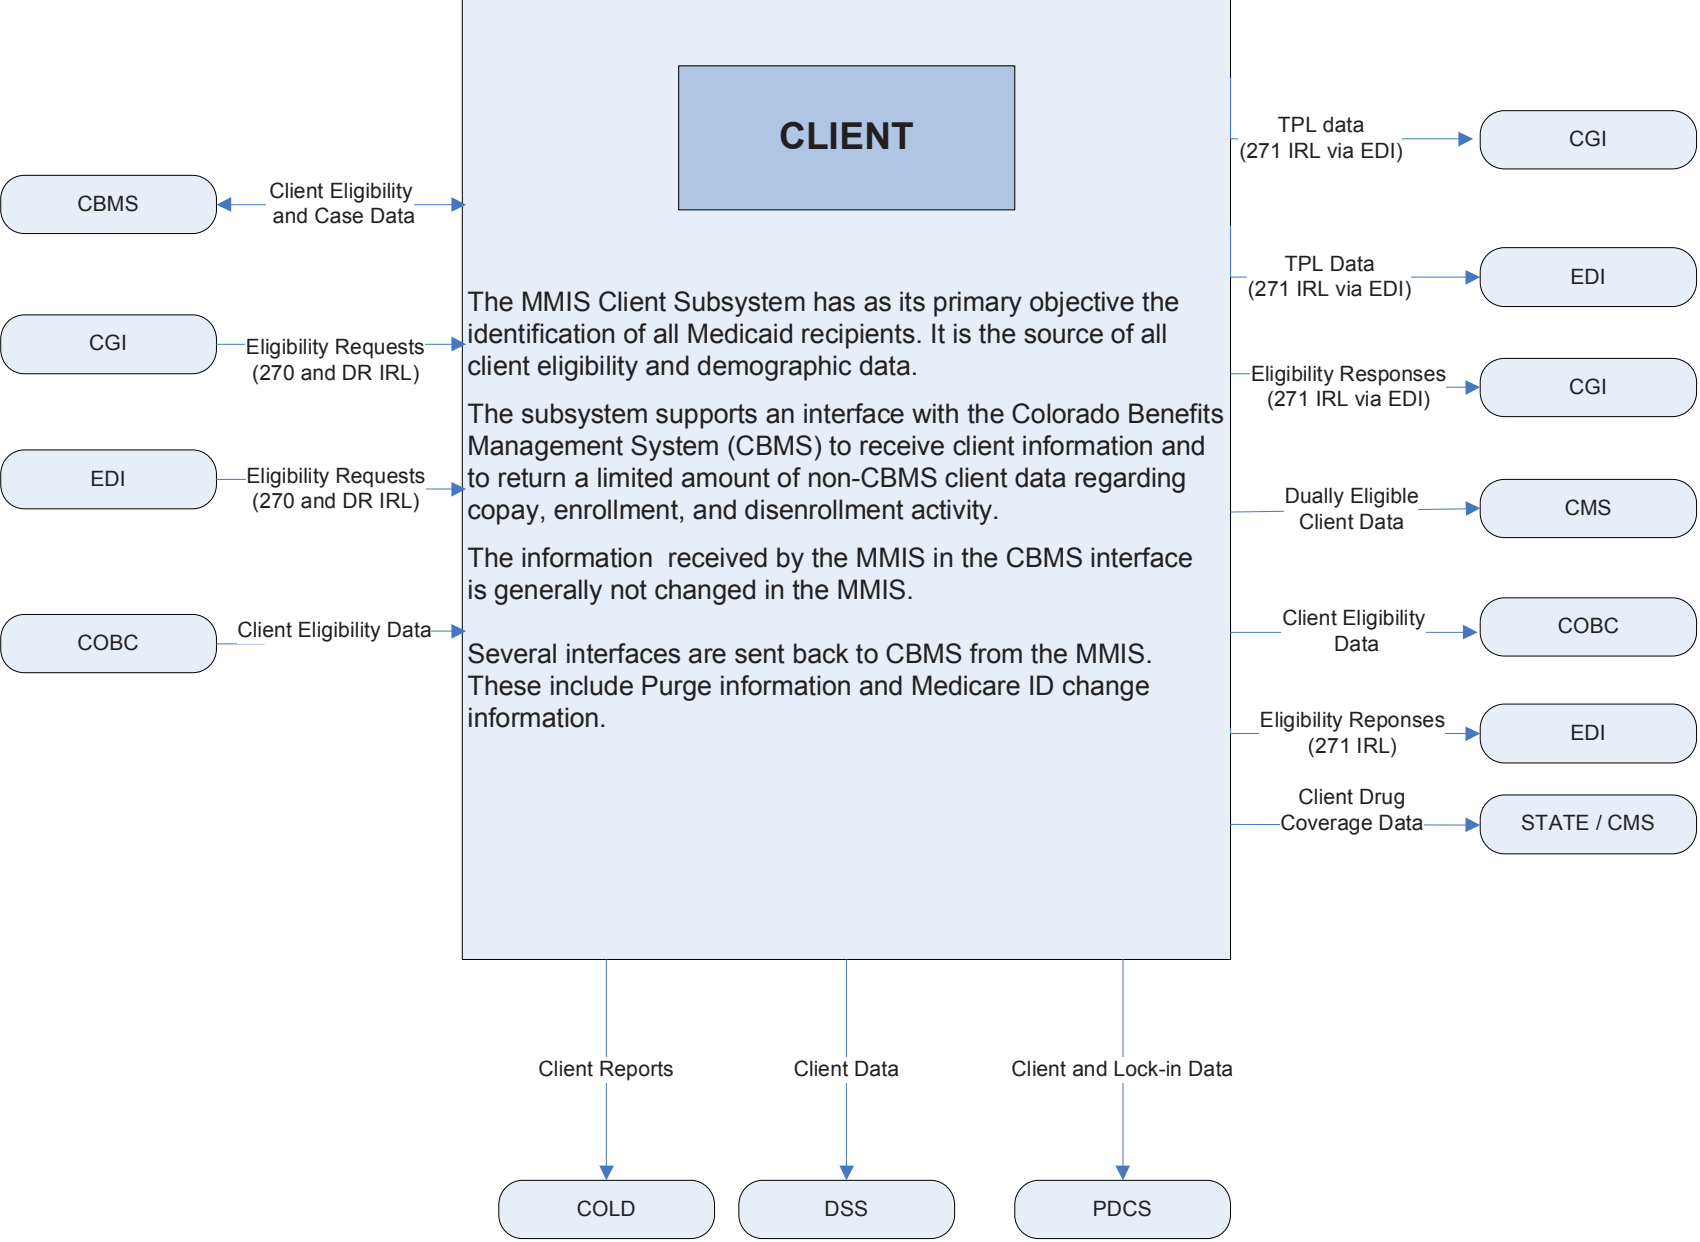 CLIENT
CBMS
Client Eligibility
and Case Data
CGI
Eligibility Requests
(270 and DR IRL)
EDI
Eligibility Requests
(270 and DR IRL)
COBC
Client Eligibility Data
The MMIS Client Subsystem has as its primary objective the
identification of all Medicaid recipients. It is the source of all
client eligibility and demographic data.
The subsystem supports an interface with the Colorado Benefits
Management System (CBMS) to receive client information and
to return a limited amount of non-CBMS client data regarding
copay, enrollment, and disenrollment activity.
The information  received by the MMIS in the CBMS interface
is generally not changed in the MMIS.
Several interfaces are sent back to CBMS from the MMIS.
These include Purge information and Medicare ID change
information.
TPL data
(271 IRL via EDI)
CGI
TPL Data
(271 IRL via EDI)
EDI
Eligibility Responses
(271 IRL via EDI)
CGI
Dually Eligible
Client Data
CMS
Client Eligibility
Data
COBC
Eligibility Reponses
(271 IRL)
EDI
Client Drug
Coverage Data
STATE / CMS
Client Reports
Client Data
Client and Lock-in Data
COLD
DSS
PDCS